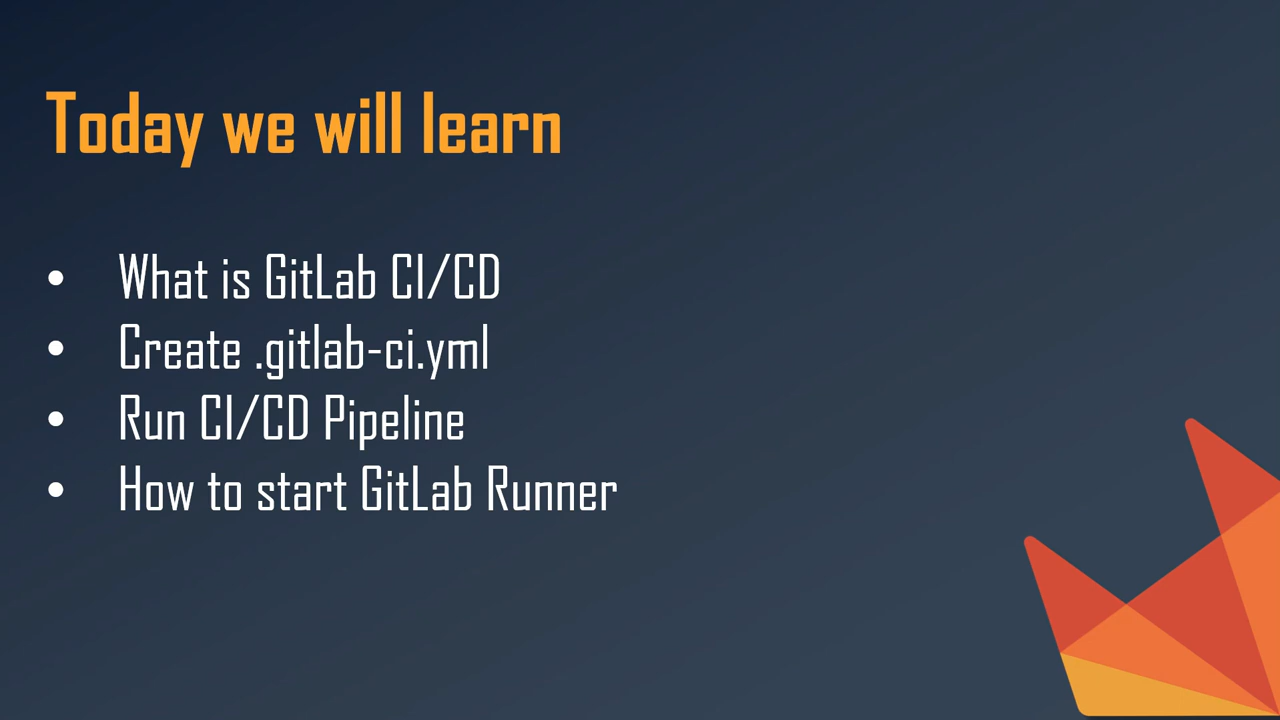 Today we will learn
• What is GitLab CI/CD
• Create .gitlab-ci.yml
• Run CI/CD Pipeline
• How to start GitLab Runner